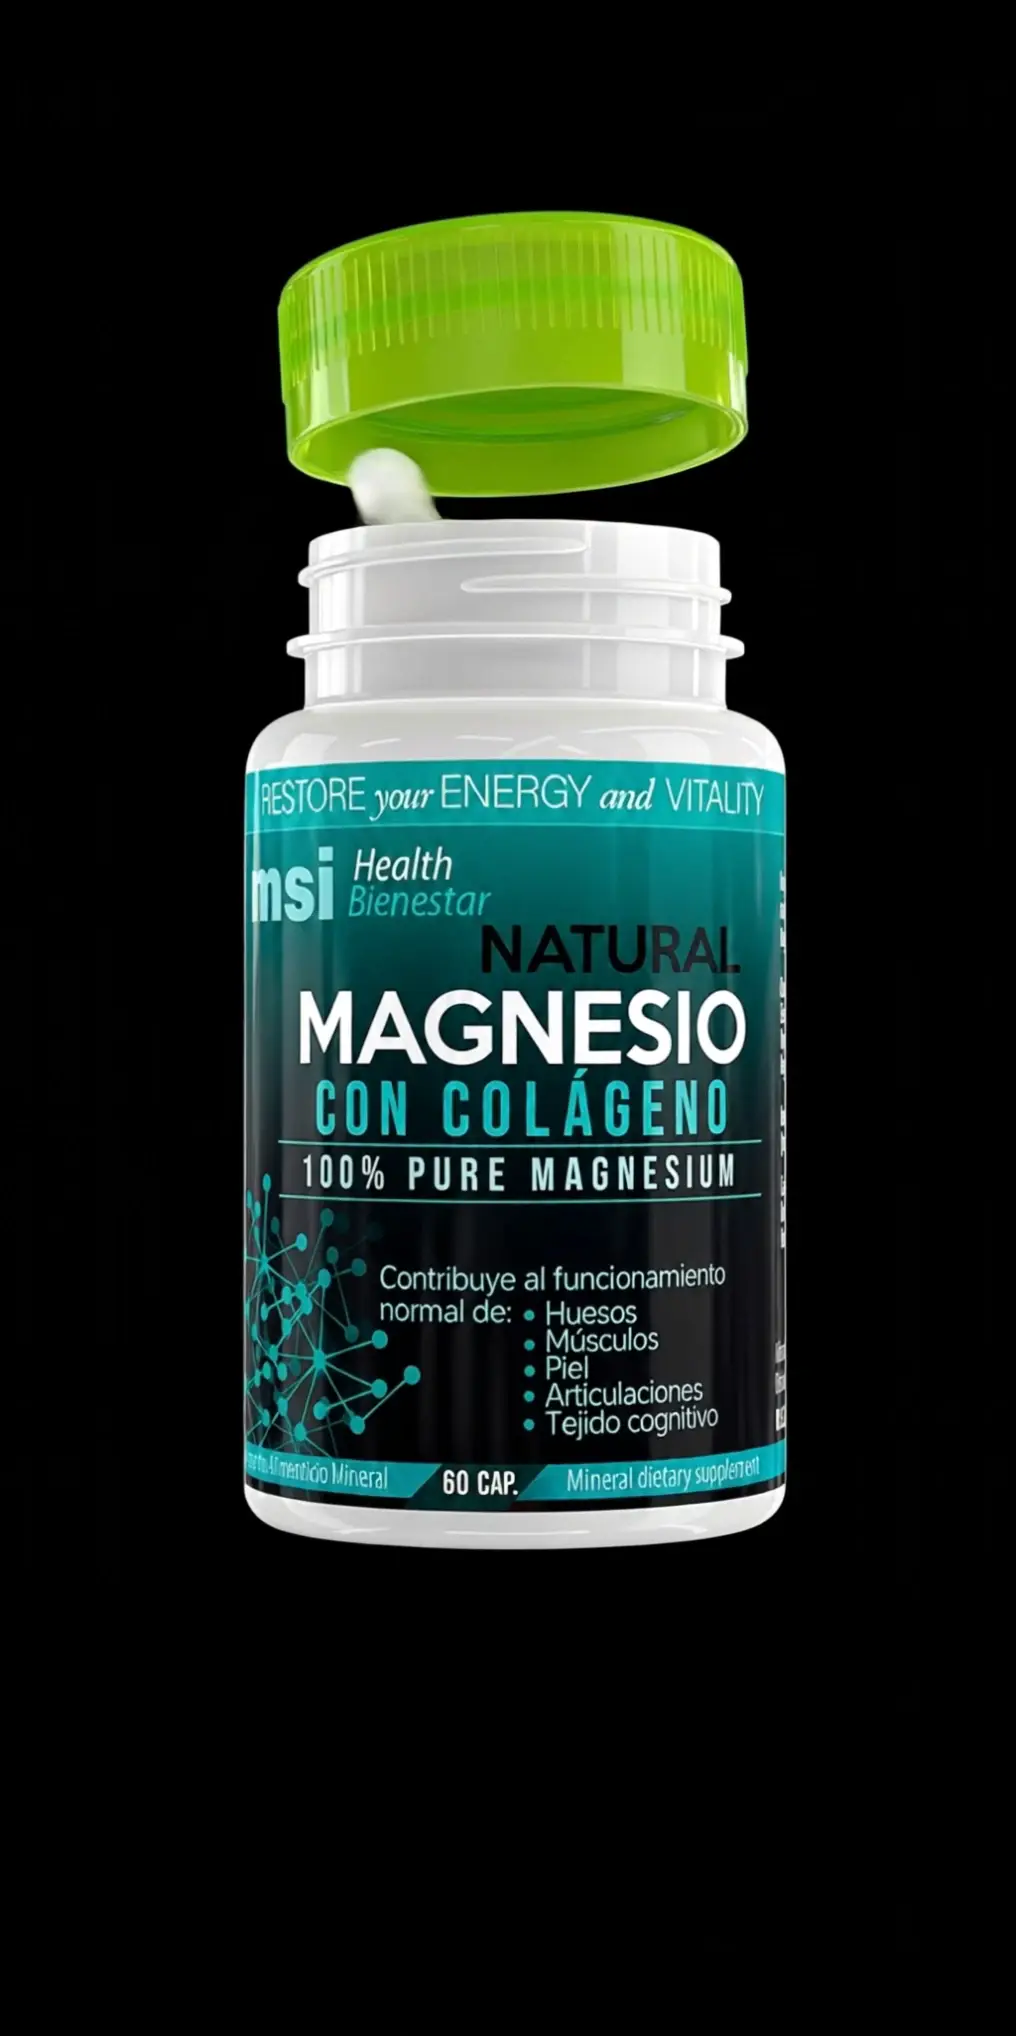 RESTORE your ENERGY and VITALITY
msi Health
Bienestar
NATURAL
MAGNESIO
CON COLÁGENO
100% PURE MAGNESIUM
Contribuye al funcionamiento
normal de: • Huesos
• Músculos
• Piel
• Articulaciones
• Tejido cognitivo
Alimenticio Mineral 60 CAP. Mineral dietary supplement